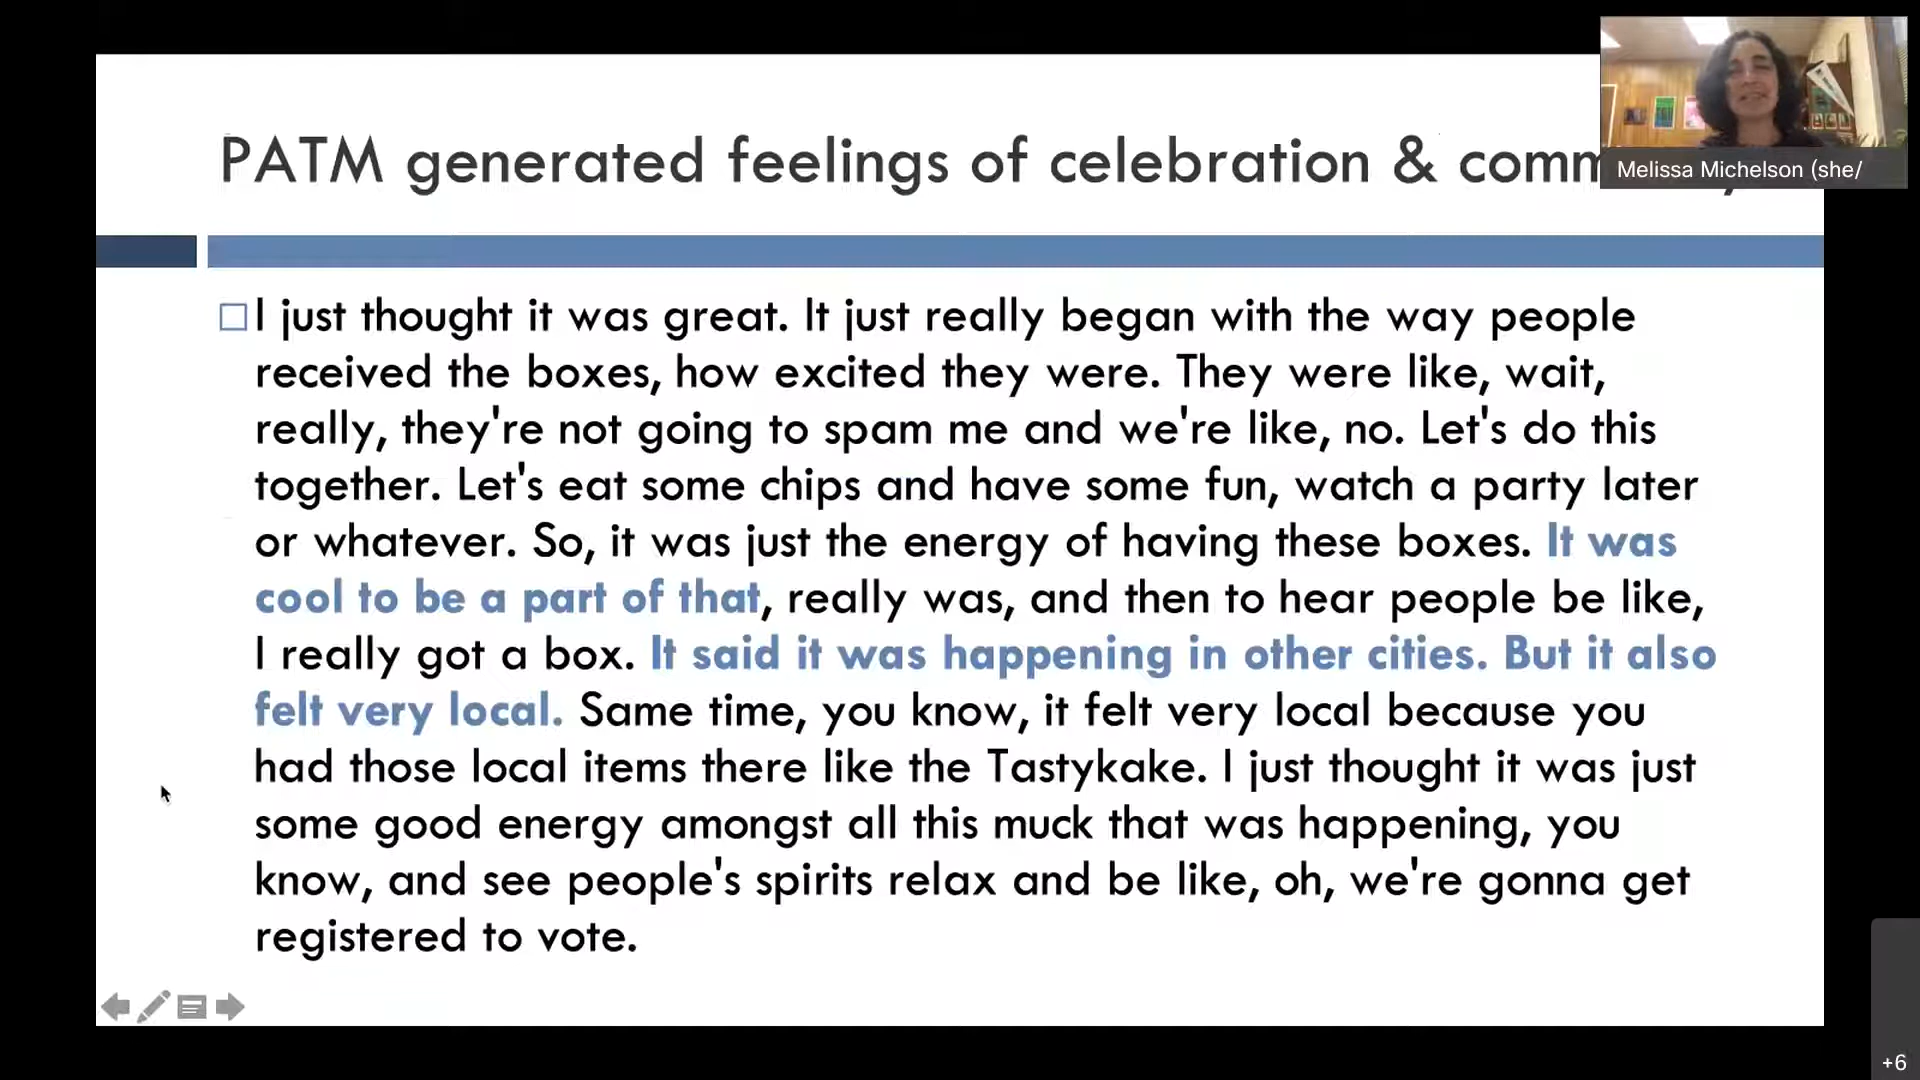 PATM generated feelings of celebration &
Melissa Michelson (she/
I just thought it was great. It just really began with the way people
received the boxes, how excited they were. They were like, wait,
really, they're not going to spam me and we're like, no. Let's do this
together. Let's eat some chips and have some fun, watch a party later
or whatever. So, it was just the energy of having these boxes. It was
cool to be a part of that, really was, and then to hear people be like,
I really got a box. It said it was happening in other cities. But it also
felt very local. Same time, you know, it felt very local because you
had those local items there like the Tastykake. I just thought it was just
some good energy amongst all this muck that was happening, you
know, and see people's spirits relax and be like, oh, we're gonna get
registered to vote.
+6